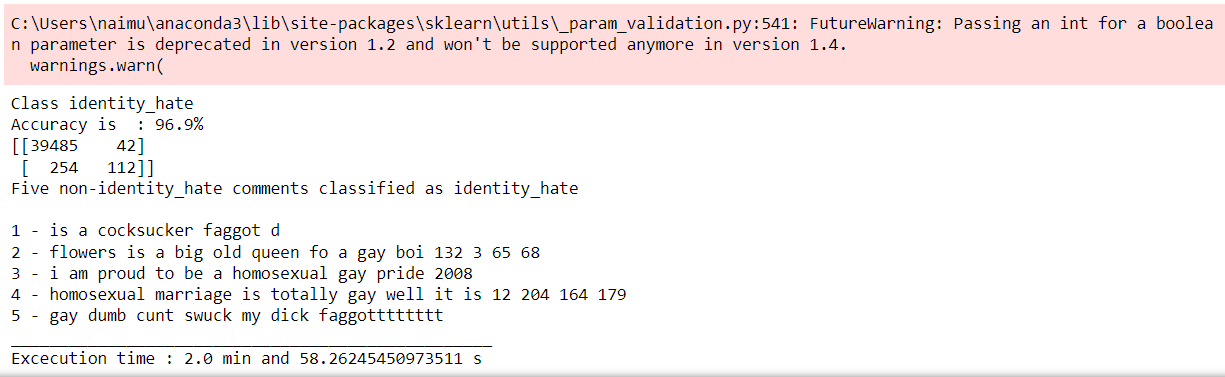 C:\Users\naimu\anaconda3\lib\site-packages\sklearn\utils\_param_validation.py:541: FutureWarning: Passing an int for a boolea
n parameter is deprecated in version 1.2 and won't be supported anymore in version 1.4.
  warnings.warn(
Class identity_hate
Accuracy is  : 96.9%
[[39485    42]
 [  254   112]]
Five non-identity_hate comments classified as identity_hate

1 - is a cocksucker faggot d
2 - flowers is a big old queen fo a gay boi 132 3 65 68
3 - i am proud to be a homosexual gay pride 2008
4 - homosexual marriage is totally gay well it is 12 204 164 179
5 - gay dumb cunt swuck my dick faggotttttttt
__________________________________________________
Excecution time : 2.0 min and 58.26245450973511 s